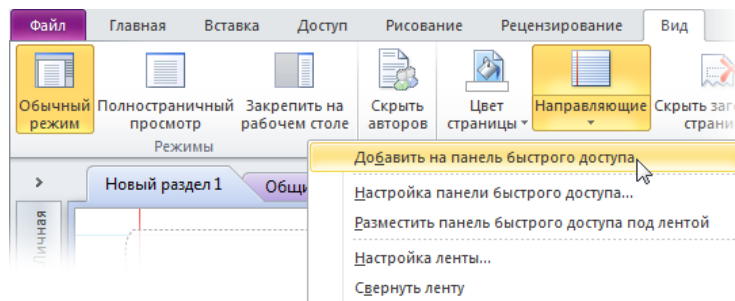 Файл Главная Вставка Доступ Рисование Рецензирование Вид
Обычный Полностраничный Закрепить на Скрыть Цвет Направляющие Скрыть
режим просмотр рабочем столе авторов страницы
Режимы
Добавить на панель быстрого доступа
Новый раздел 1
Настройка панели быстрого доступа...
Личная
Разместить панель быстрого доступа под лентой
Настройка ленты...
Свернуть ленту